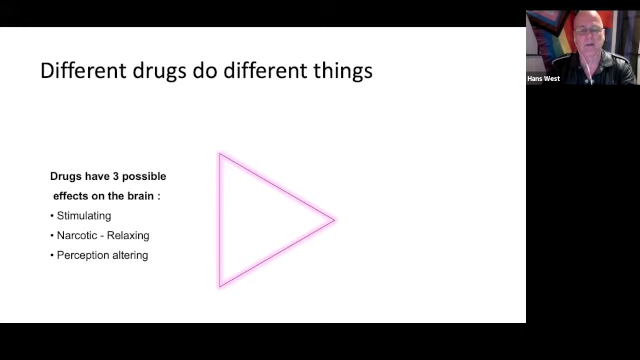 Different drugs do different things
Drugs have 3 possible
effects on the brain :
• Stimulating
• Narcotic - Relaxing
• Perception altering
Hans West